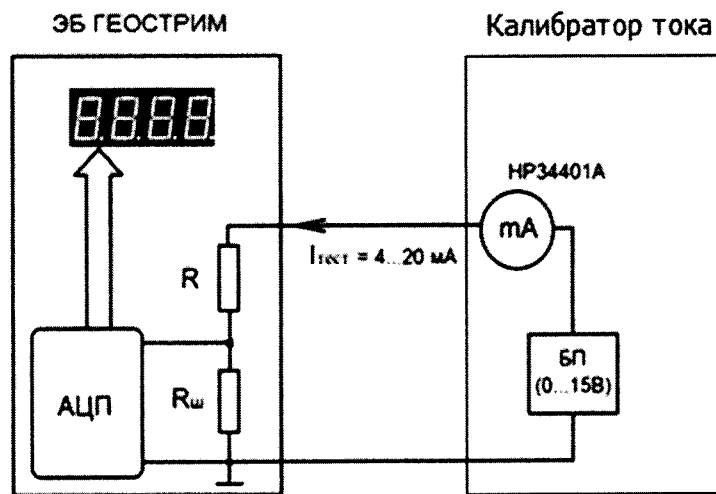 ЭБ ГЕОСТРИМ
Калибратор тока
8.8.8.8
HP34401A
mA
Iтест = 4...20 мА
R
БП
(0...15В)
АЦП
Rш